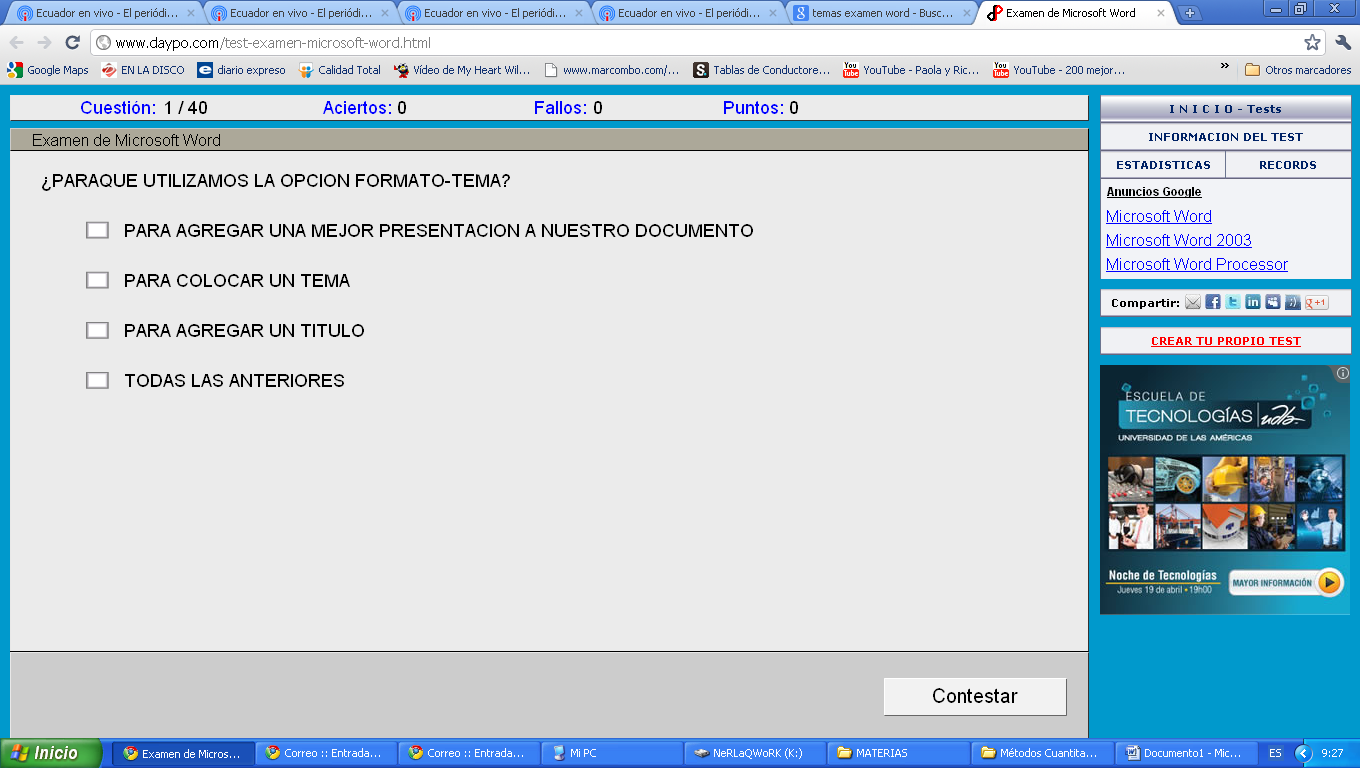 Ecuador en vivo - El periódi...
Ecuador en vivo - El periódi...
Ecuador en vivo - El periódi...
Ecuador en vivo - El periódi...
temas examen word - Busc...
Examen de Microsoft Word
www.daypo.com/test-examen-microsoft-word.html
Google Maps
EN LA DISCO
diario expreso
Calidad Total
Vídeo de My Heart Wil...
www.marcombo.com/...
Tablas de Conductore...
YouTube - Paola y Ric...
YouTube - 200 mejor...
»
Otros marcadores
Cuestión: 1 / 40 Aciertos: 0 Fallos: 0 Puntos: 0
Examen de Microsoft Word
¿PARAQUE UTILIZAMOS LA OPCION FORMATO-TEMA?
PARA AGREGAR UNA MEJOR PRESENTACION A NUESTRO DOCUMENTO
PARA COLOCAR UN TEMA
PARA AGREGAR UN TITULO
TODAS LAS ANTERIORES
Contestar
I N I C I O - Tests
INFORMACION DEL TEST
ESTADISTICAS RECORDS
Anuncios Google
Microsoft Word
Microsoft Word 2003
Microsoft Word Processor
Compartir:
+1
CREAR TU PROPIO TEST
ESCUELA DE
TECNOLOGÍAS udla
UNIVERSIDAD DE LAS AMÉRICAS
Noche de Tecnologías
Jueves 19 de abril • 19h00
MAYOR INFORMACIÓN
Inicio
Examen de Micros...
Correo :: Entrada...
Correo :: Entrada...
Mi PC
NeRLaQWoRK (K:)
MATERIAS
Métodos Cuantita...
Documento1 - Mic...
ES
9:27